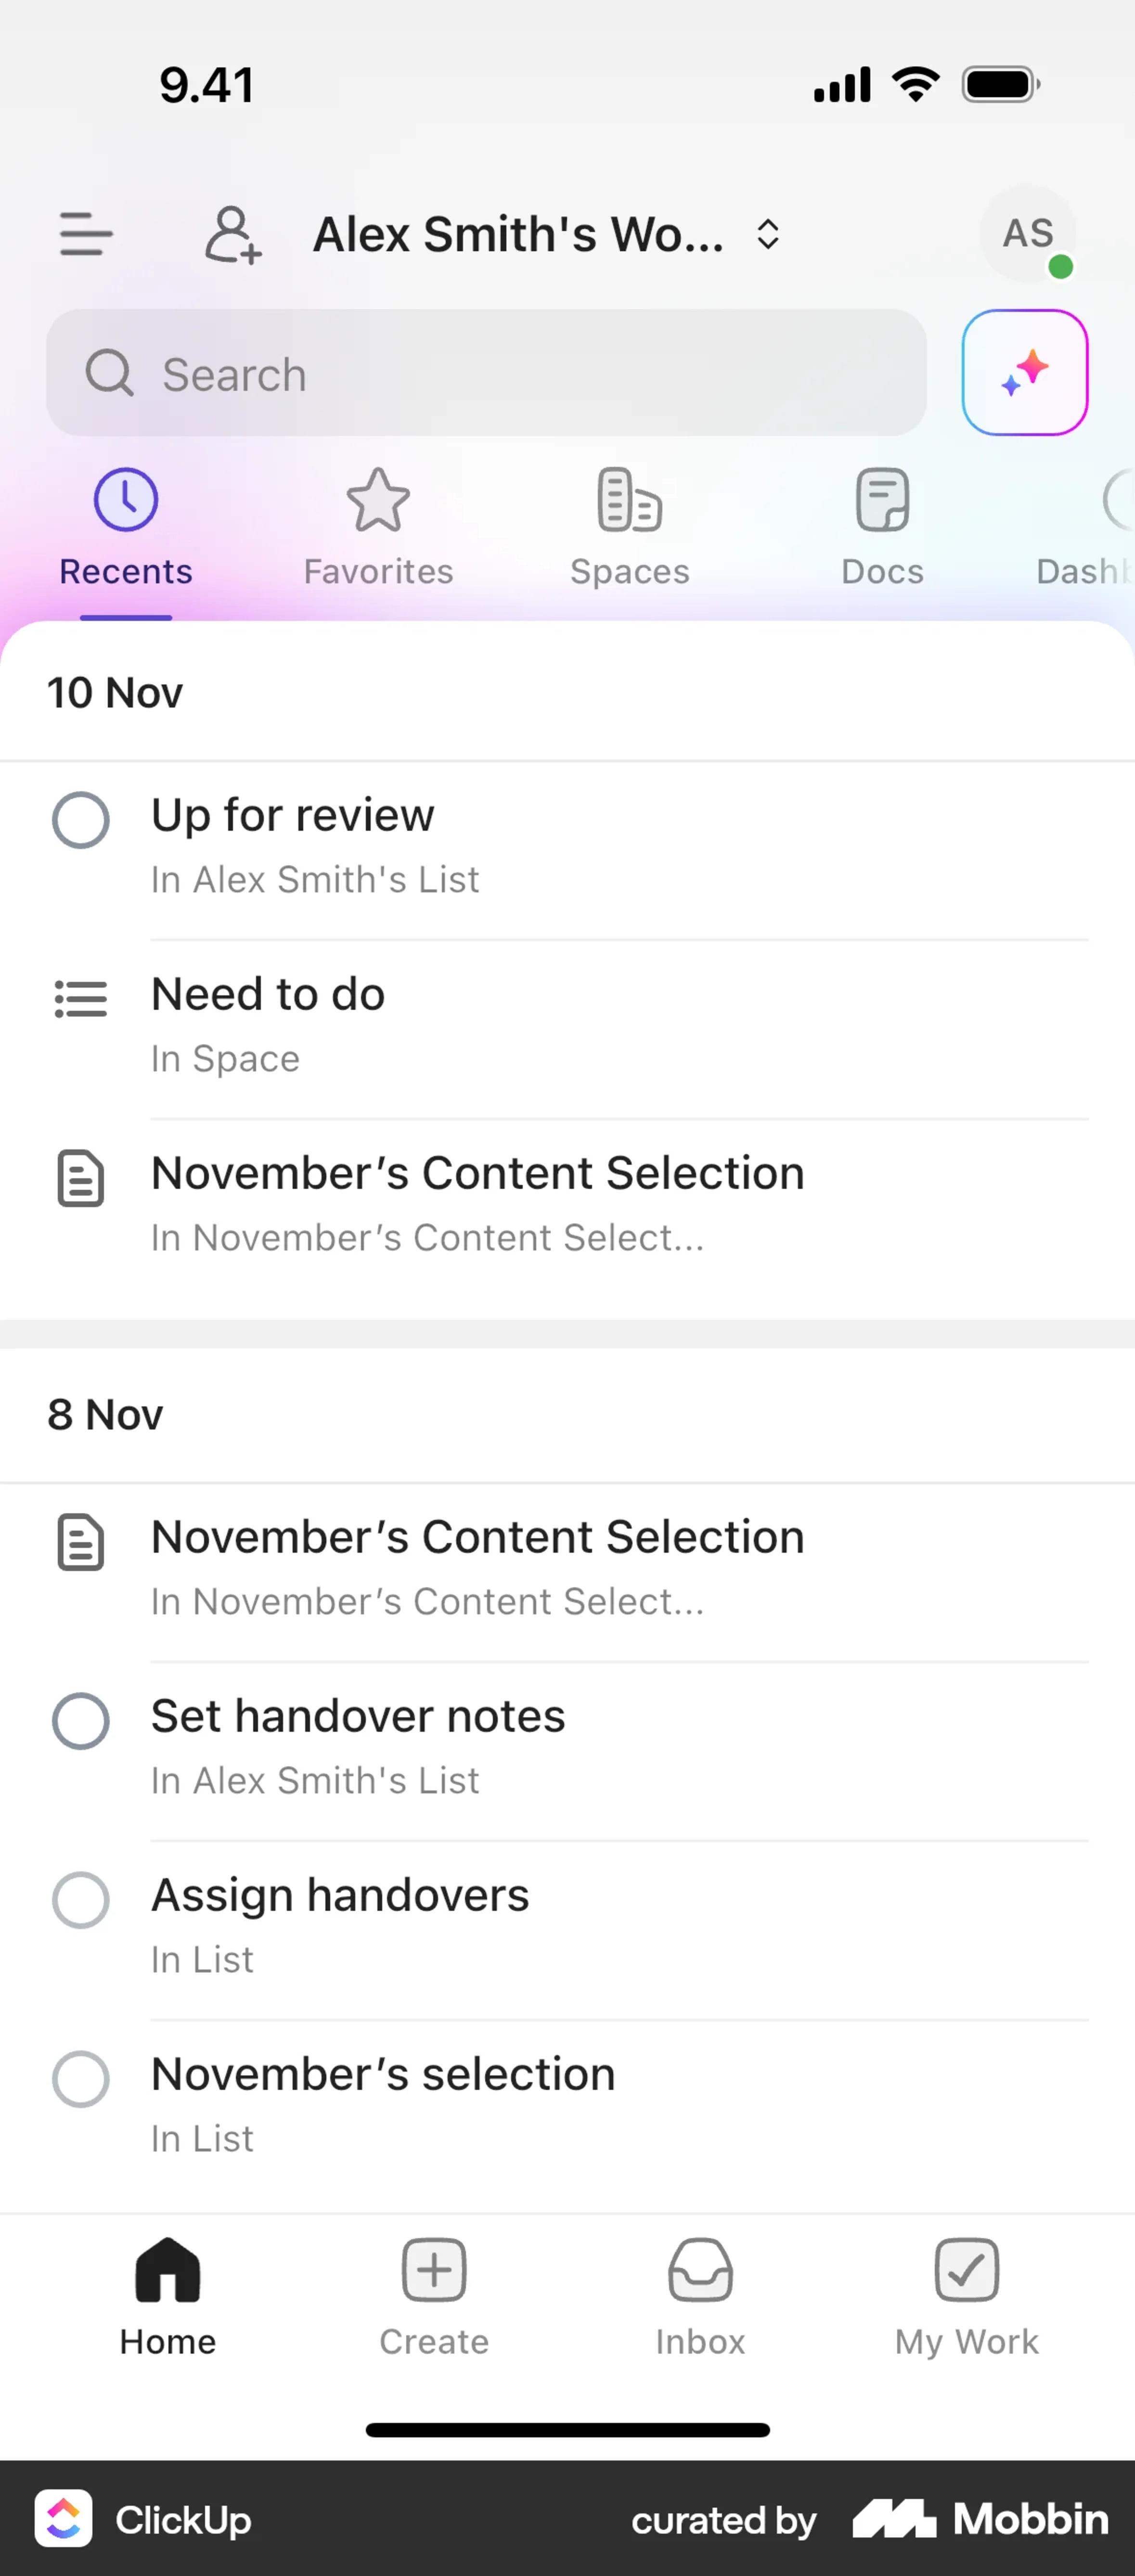 9.41
Alex Smith's Wo...
AS
Search
Recents
Favorites
Spaces
Docs
Dashb
10 Nov
Up for review
In Alex Smith's List
Need to do
In Space
November’s Content Selection
In November’s Content Select...
8 Nov
November’s Content Selection
In November’s Content Select...
Set handover notes
In Alex Smith's List
Assign handovers
In List
November’s selection
In List
Home
Create
Inbox
My Work
ClickUp
curated by
Mobbin